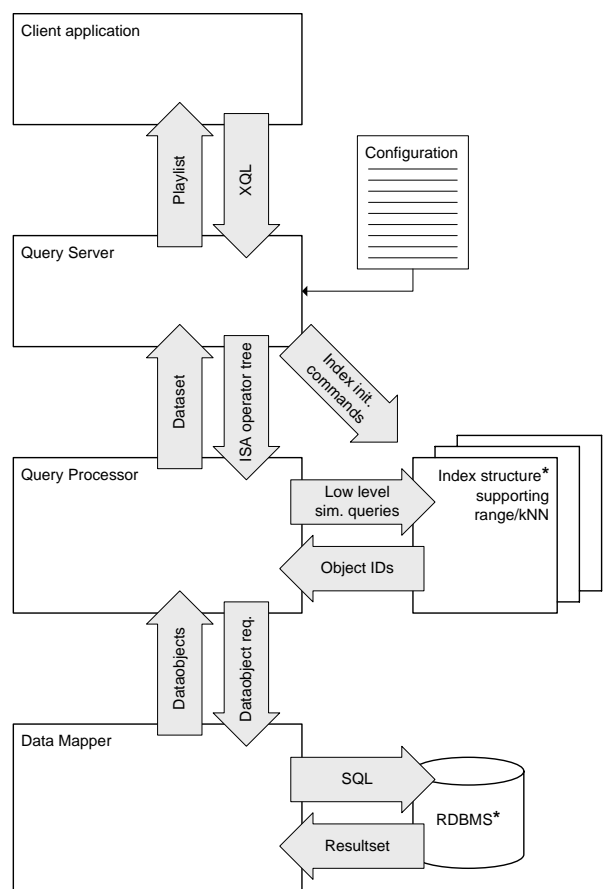 Client application
Playlist
XQL
Configuration
Query Server
Dataset
ISA operator tree
Index init.
commands
Query Processor
Low level
sim. queries
Index structure*
supporting
range/kNN
Object IDs
Dataobjects
Dataobject req.
Data Mapper
SQL
RDBMS*
Resultset